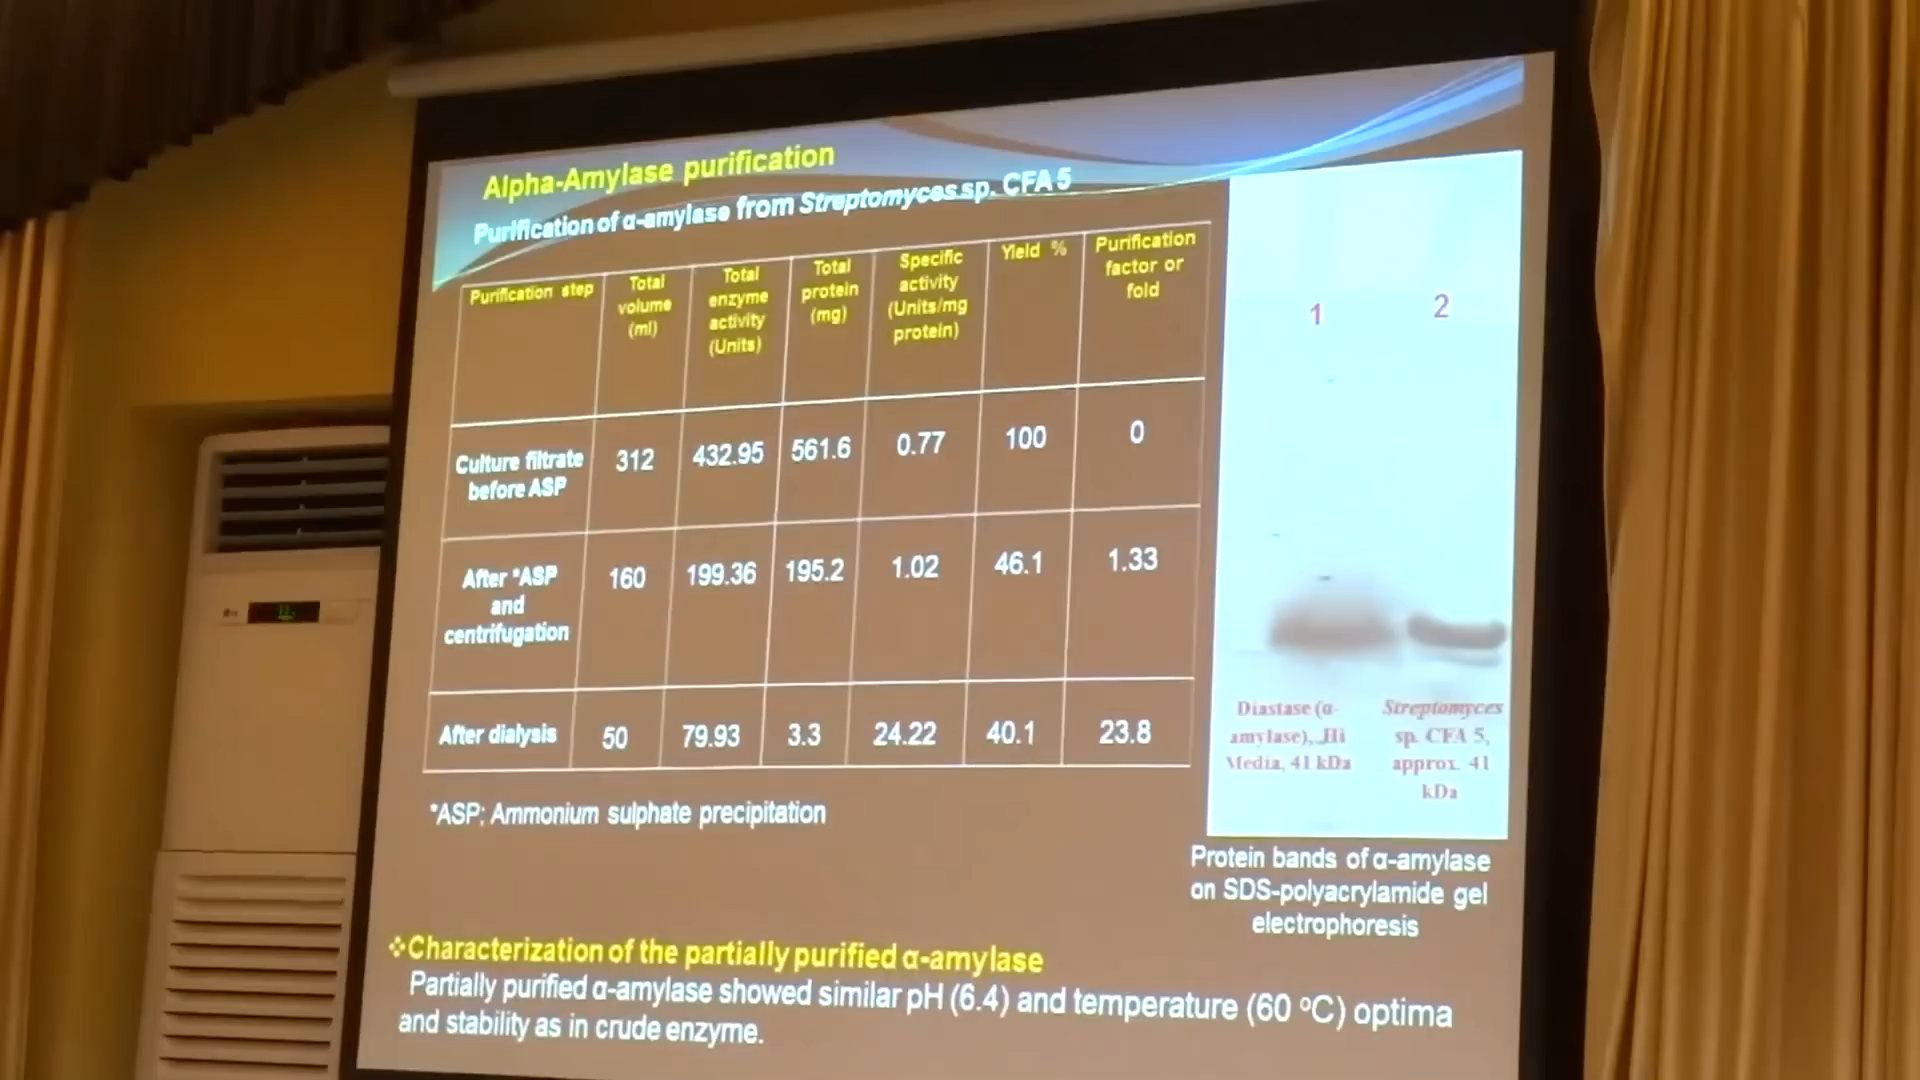 Alpha-Amylase purification
Purification of α-amylase from Streptomyces sp. CFA 5
Purification step
Total
volume
(ml)
Total
enzyme
activity
(Units)
Total
protein
(mg)
Specific
activity
(Units/mg
protein)
Yield %
Purification
factor or
fold
Culture filtrate
before ASP
312
432.95
561.6
0.77
100
0
After *ASP
and
centrifugation
160
199.36
195.2
1.02
46.1
1.33
After dialysis
50
79.93
3.3
24.22
40.1
23.8
*ASP: Ammonium sulphate precipitation
1
2
Diastase (α-
amylase), Hi
Media, 41 kDa
Streptomyces
sp. CFA 5,
approx. 41
kDa
Protein bands of α-amylase
on SDS-polyacrylamide gel
electrophoresis
❖Characterization of the partially purified α-amylase
Partially purified α-amylase showed similar pH (6.4) and temperature (60 ºC) optima
and stability as in crude enzyme.